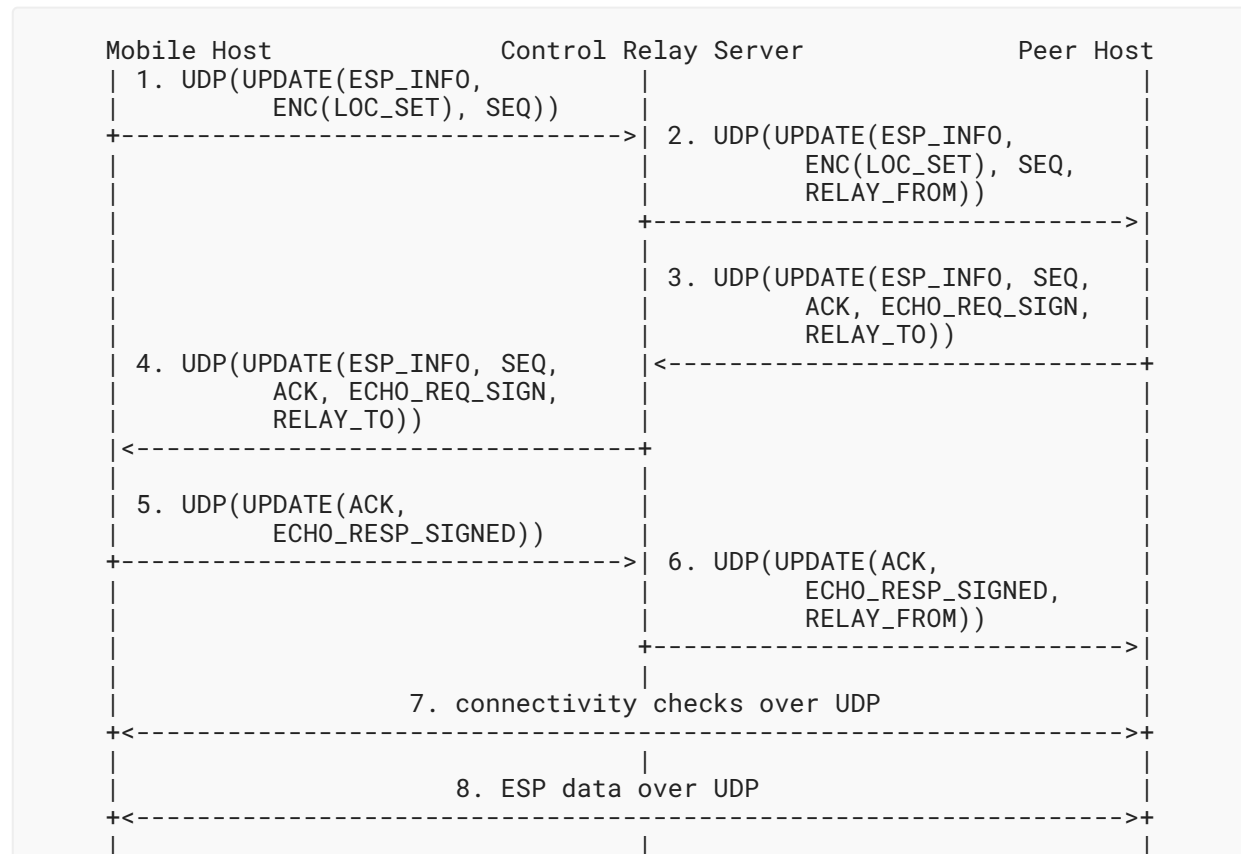 Mobile Host Control Relay Server Peer Host
1. UDP(UPDATE(ESP_INFO,
ENC(LOC_SET), SEQ))
2. UDP(UPDATE(ESP_INFO,
ENC(LOC_SET), SEQ,
RELAY_FROM))
3. UDP(UPDATE(ESP_INFO, SEQ,
ACK, ECHO_REQ_SIGN,
RELAY_TO))
4. UDP(UPDATE(ESP_INFO, SEQ,
ACK, ECHO_REQ_SIGN,
RELAY_TO))
5. UDP(UPDATE(ACK,
ECHO_RESP_SIGNED))
6. UDP(UPDATE(ACK,
ECHO_RESP_SIGNED,
RELAY_FROM))
7. connectivity checks over UDP
8. ESP data over UDP